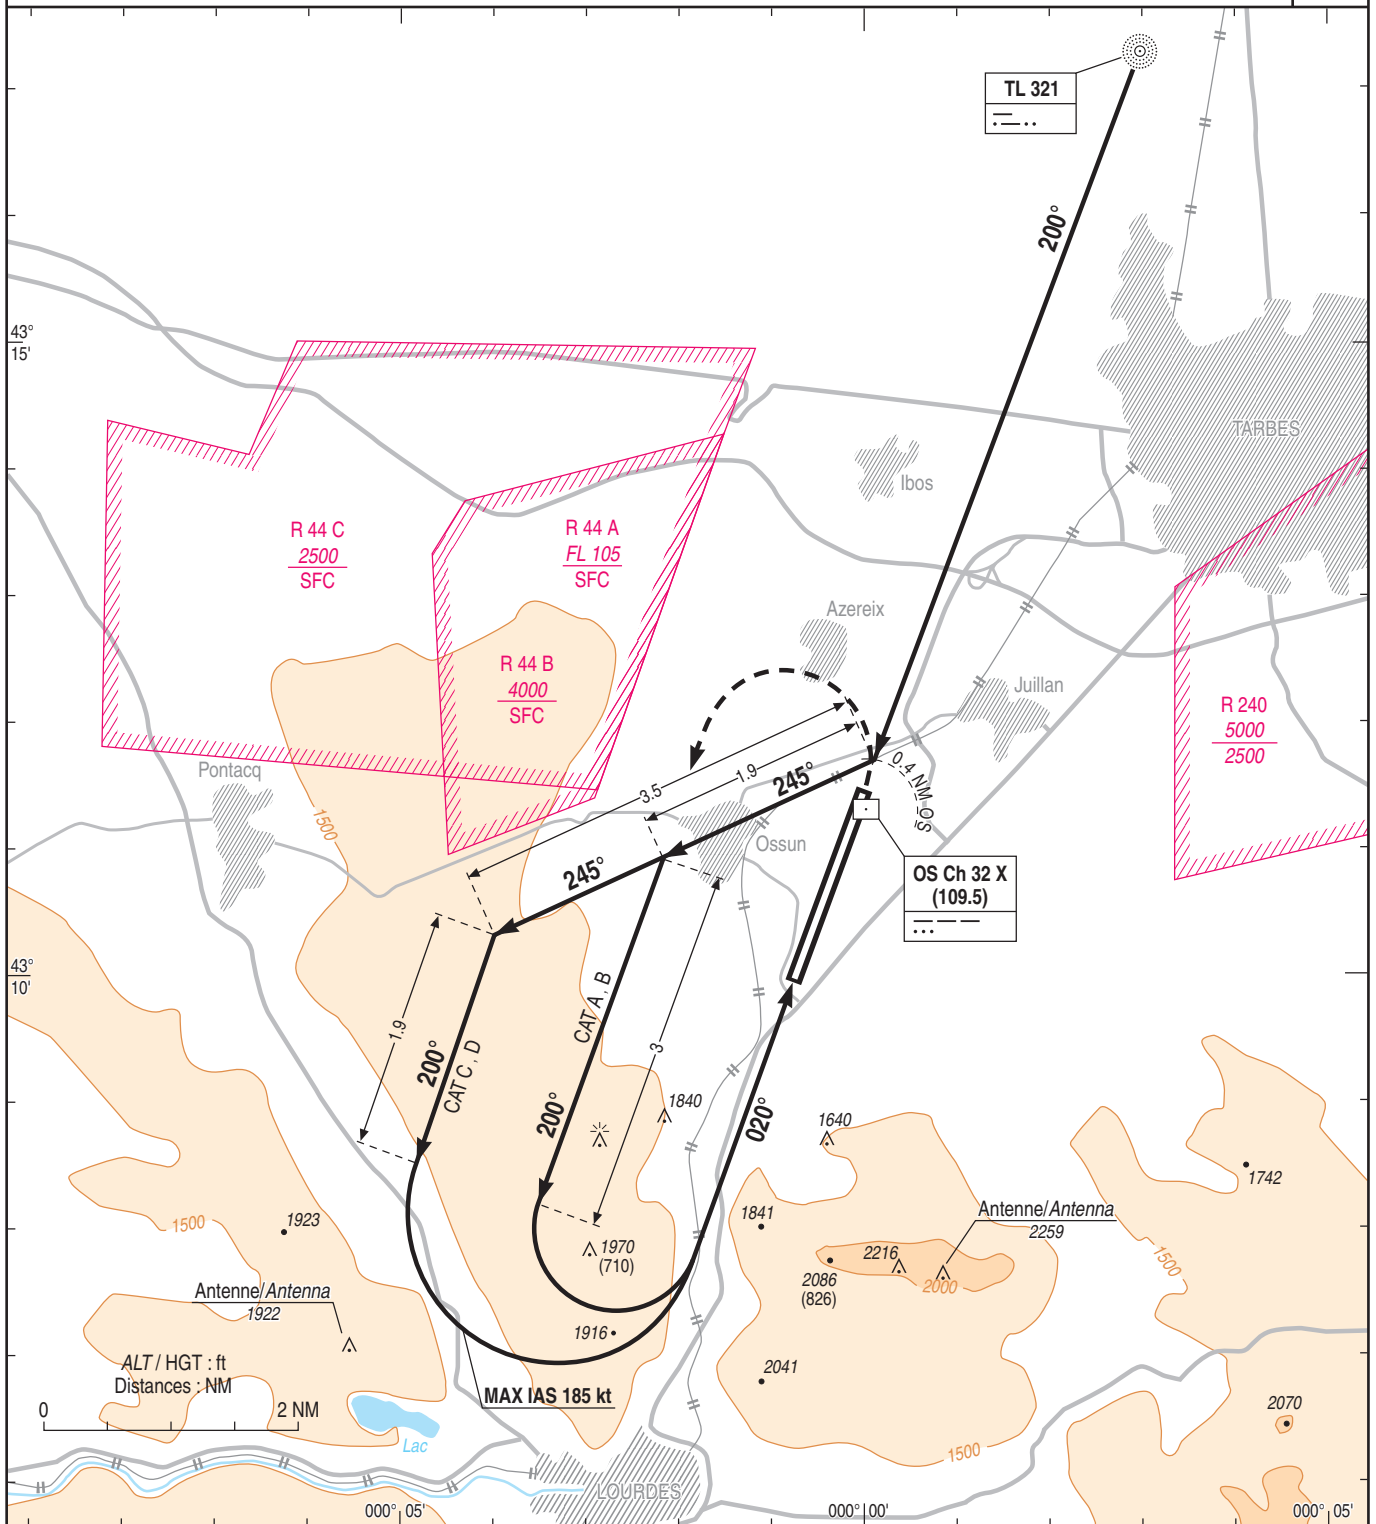 TL 321
200°
43°
15'
TARBES
Ibos
R 44 C
2500
SFC
R 44 A
FL 105
SFC
Azereix
R 44 B
4000
SFC
Juillan
R 240
5000
2500
Pontacq
1500
3.5
1.9
245°
0.4 NM OS
Ossun
245°
OS Ch 32 X
(109.5)
43°
10'
CAT A, B
1.9
3
200°
CAT C, D
200°
1840
020°
1640
1742
1923
1500
1841
Antenne/Antenna
2259
1970
(710)
2216
2086
(826)
2000
1500
Antenne/Antenna
1922
1916
ALT / HGT : ft
Distances : NM
0
2 NM
MAX IAS 185 kt
2041
2070
Lac
1500
LOURDES
000° 05'
000° 00'
000° 05'